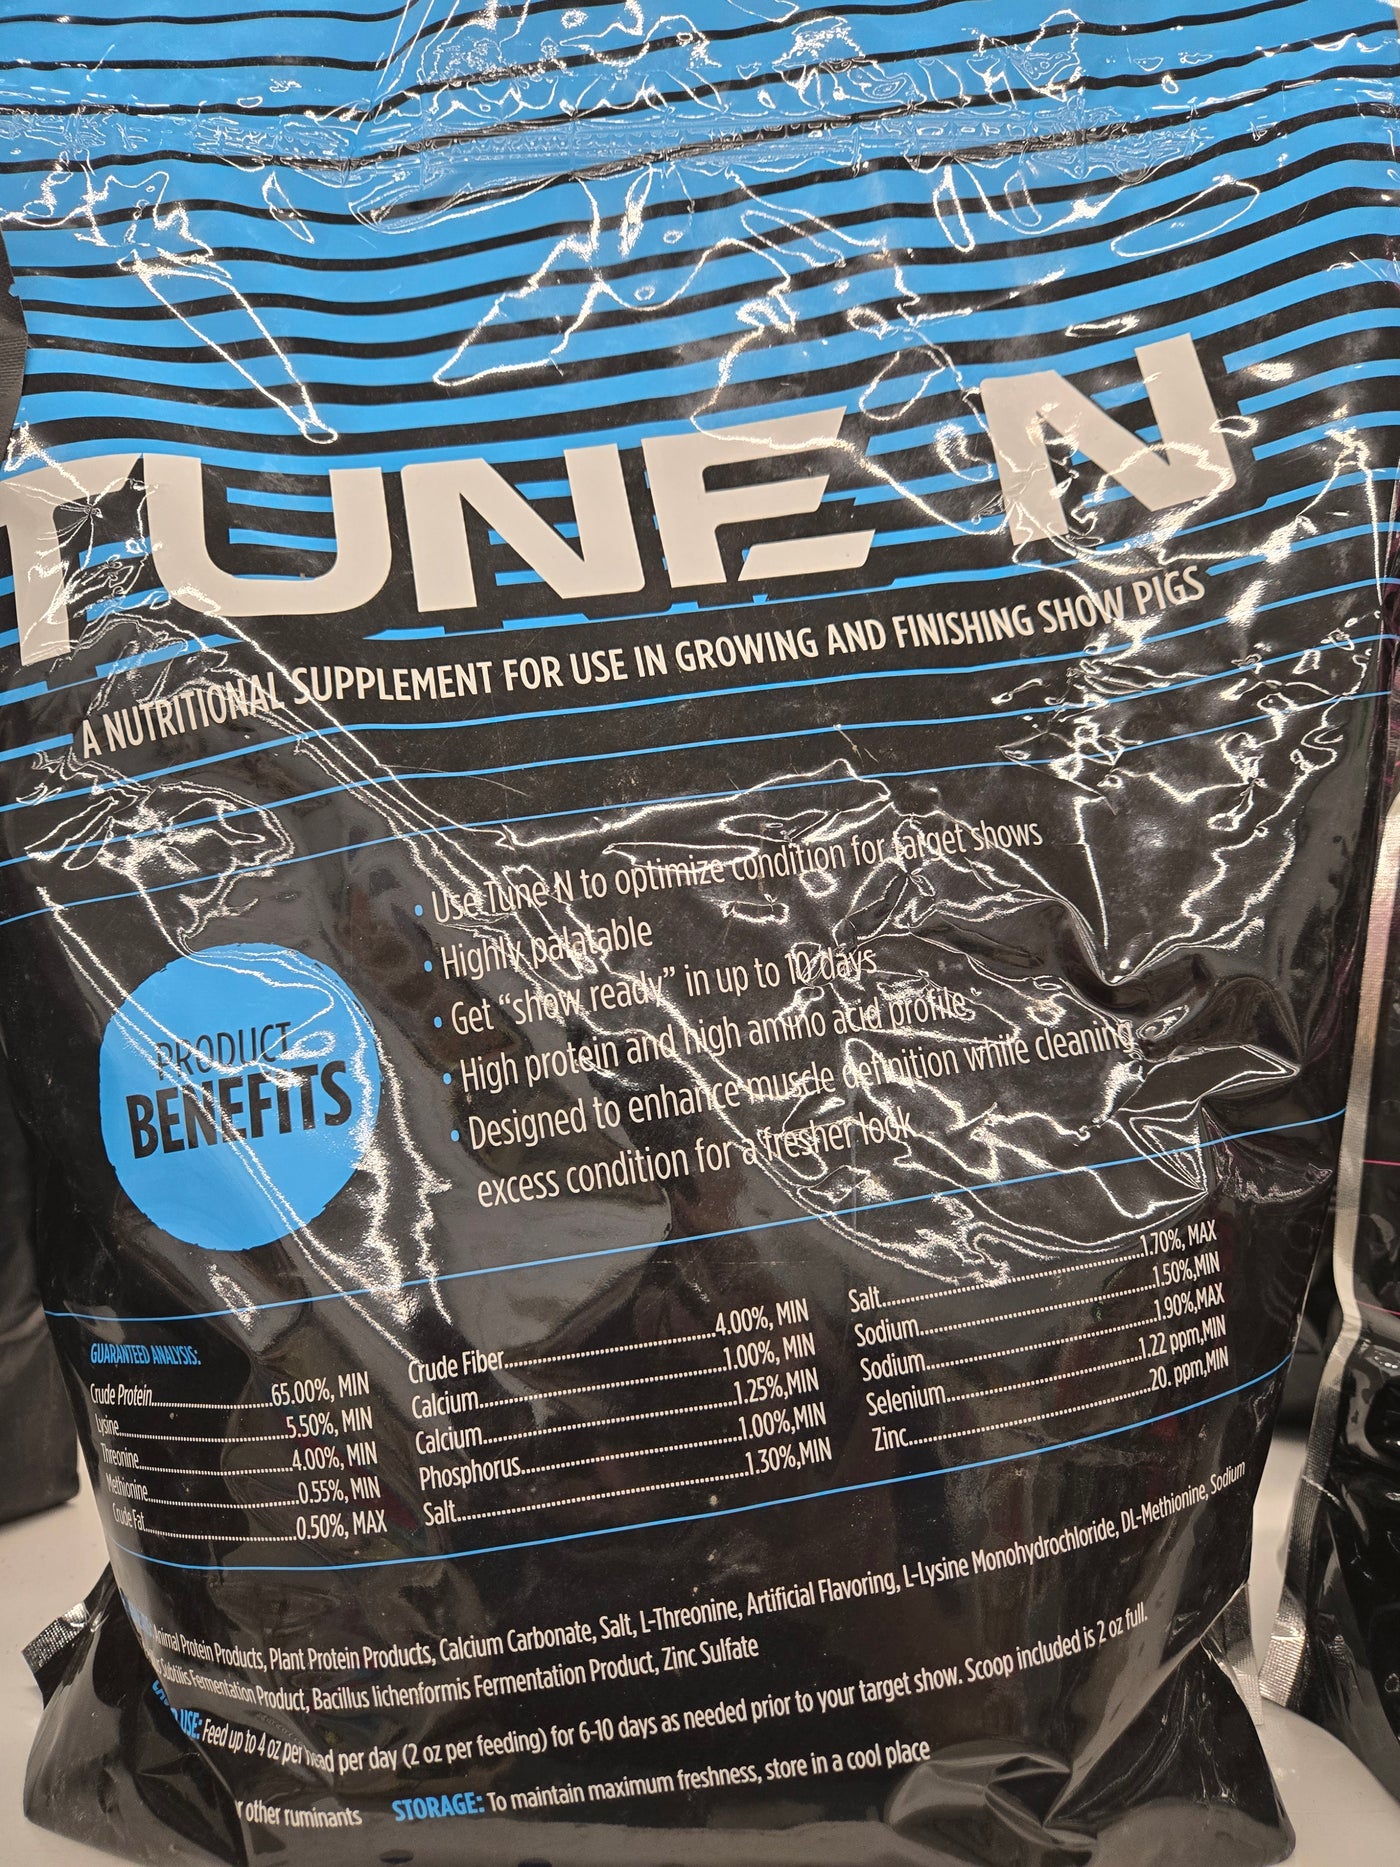 TUNE N
A NUTRITIONAL SUPPLEMENT FOR USE IN GROWING AND FINISHING SHOW PIGS
PRODUCT
BENEFITS
• Use Tune N to optimize condition for target shows
• Highly palatable
• Get “show ready” in up to 10 days
• High protein and high amino acid profile
• Designed to enhance muscle definition while cleaning
excess condition for a fresher look
GUARANTEED ANALYSIS:
Crude Protein 65.00%, MIN
Lysine 5.50%, MIN
Threonine 4.00%, MIN
Methionine 0.55%, MIN
Crude Fat 0.50%, MAX
Crude Fiber 4.00%, MIN
Calcium 1.00%, MIN
Calcium 1.25%,MIN
Phosphorus 1.00%,MIN
Salt 1.30%,MIN
Salt 1.70%, MAX
Sodium 1.50%,MIN
Sodium 1.90%,MAX
Selenium 1.22 ppm,MIN
Zinc 20. ppm,MIN
Animal Protein Products, Plant Protein Products, Calcium Carbonate, Salt, L-Threonine, Artificial Flavoring, L-Lysine Monohydrochloride, DL-Methionine, Sodium
Subtilis Fermentation Product, Bacillus lichenformis Fermentation Product, Zinc Sulfate
USE: Feed up to 4 oz per head per day (2 oz per feeding) for 6-10 days as needed prior to your target show. Scoop included is 2 oz full.
other ruminants STORAGE: To maintain maximum freshness, store in a cool place